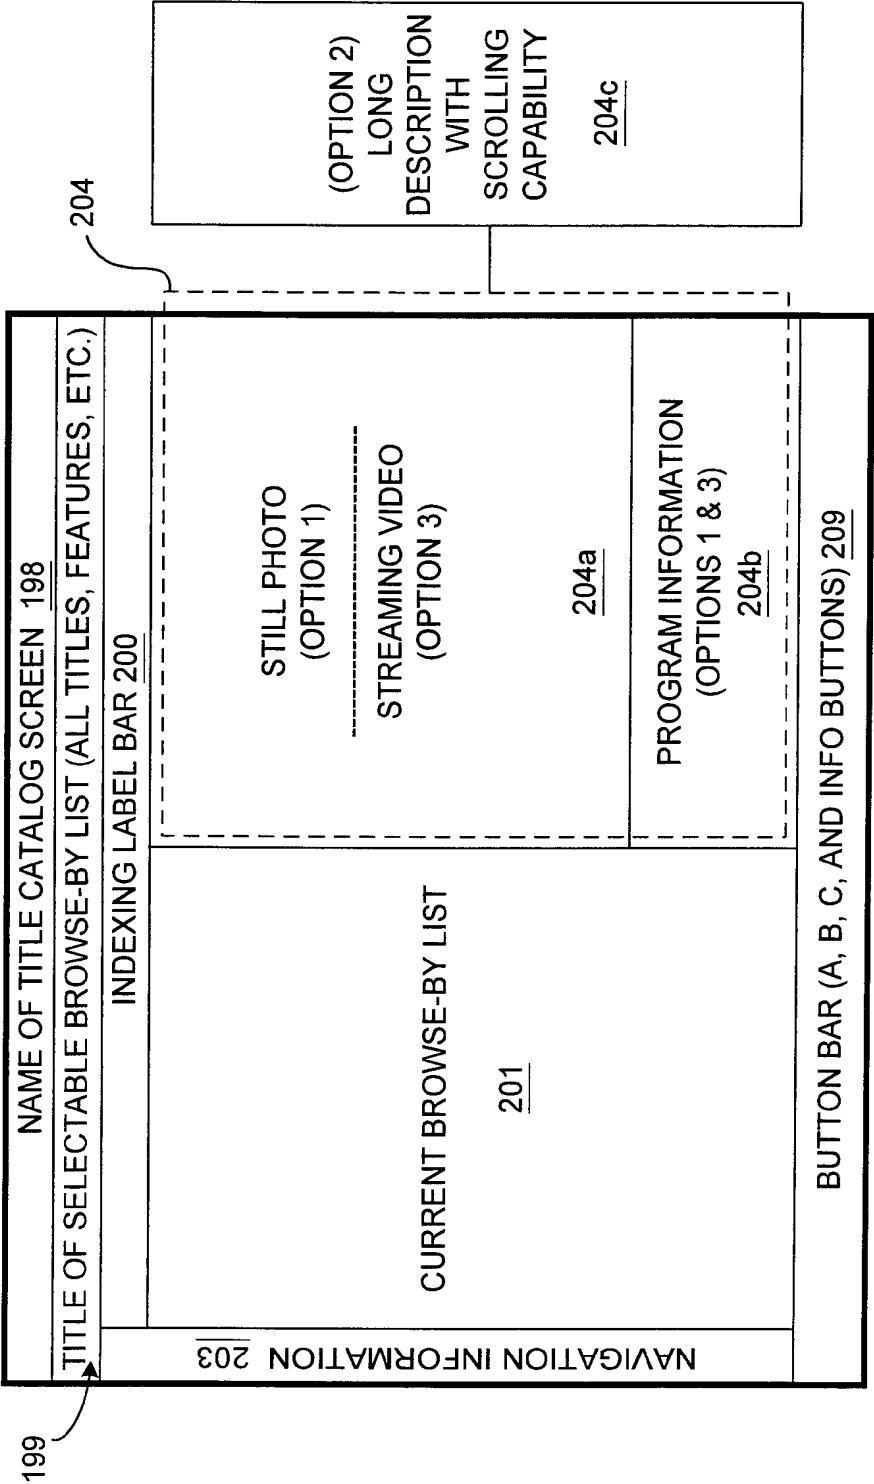 NAME OF TITLE CATALOG SCREEN 198
TITLE OF SELECTABLE BROWSE-BY LIST (ALL TITLES, FEATURES, ETC.)
199
INDEXING LABEL BAR 200
NAVIGATION INFORMATION 203
CURRENT BROWSE-BY LIST
201
STILL PHOTO
(OPTION 1)
STREAMING VIDEO
(OPTION 3)
204a
PROGRAM INFORMATION
(OPTIONS 1 & 3)
204b
204
(OPTION 2)
LONG
DESCRIPTION
WITH
SCROLLING
CAPABILITY
204c
BUTTON BAR (A, B, C, AND INFO BUTTONS) 209